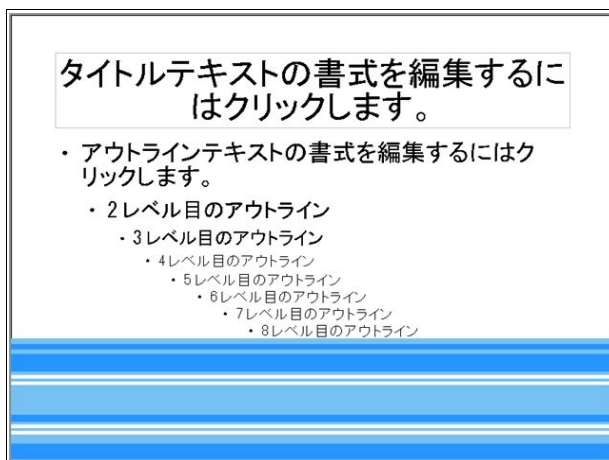 タイトルテキストの書式を編集するに
はクリックします。
・ アウトラインテキストの書式を編集するにはク
リックします。
・ 2レベル目のアウトライン
・ 3レベル目のアウトライン
・ 4レベル目のアウトライン
・ 5レベル目のアウトライン
・ 6レベル目のアウトライン
・ 7レベル目のアウトライン
・ 8レベル目のアウトライン